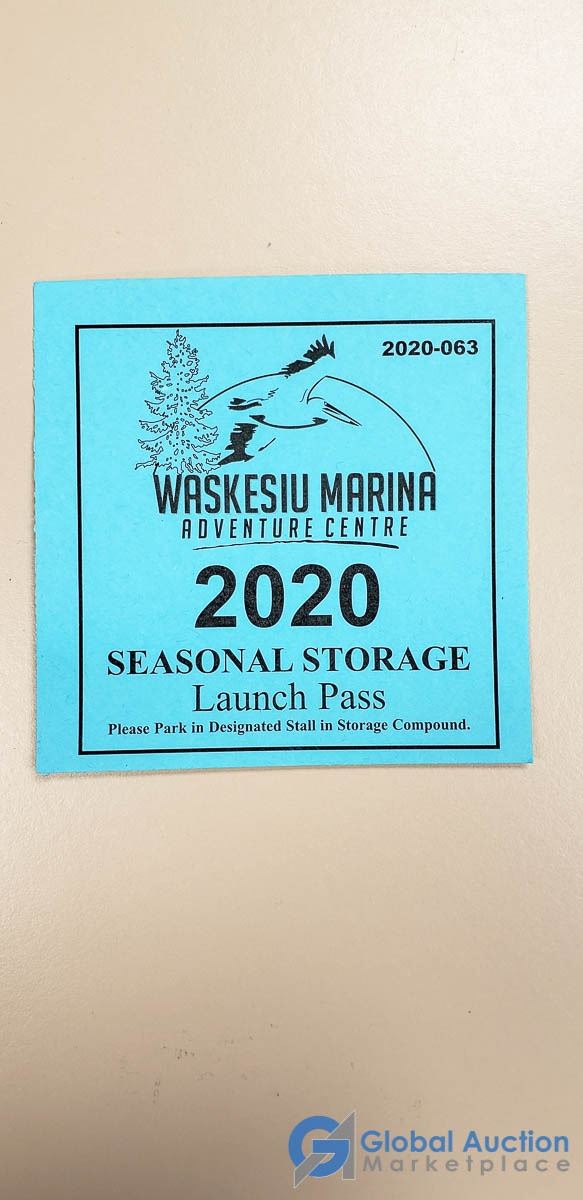 2020-063
WASKESIU MARINA
ADVENTURE CENTRE
2020
SEASONAL STORAGE
Launch Pass
Please Park in Designated Stall in Storage Compound.
Global Auction
Marketplace